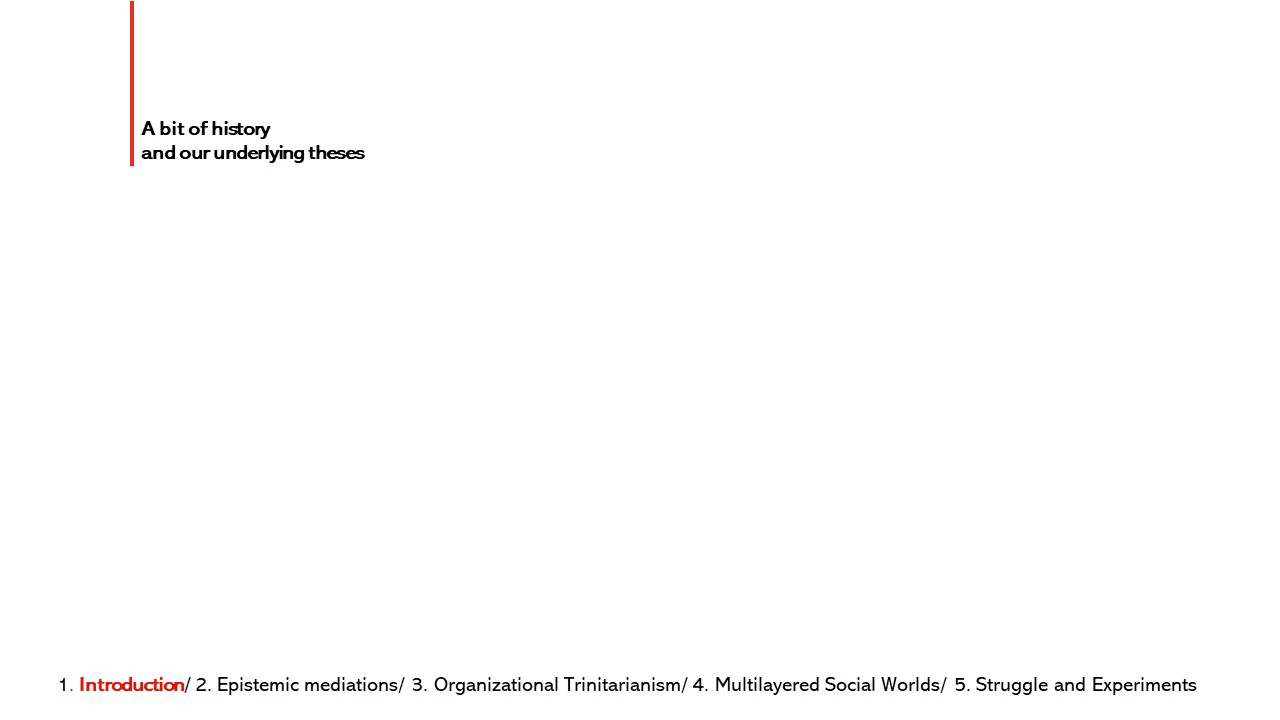 A bit of history
and our underlying theses
1. Introduction/ 2. Epistemic mediations/ 3. Organizational Trinitarianism/ 4. Multilayered Social Worlds/ 5. Struggle and Experiments